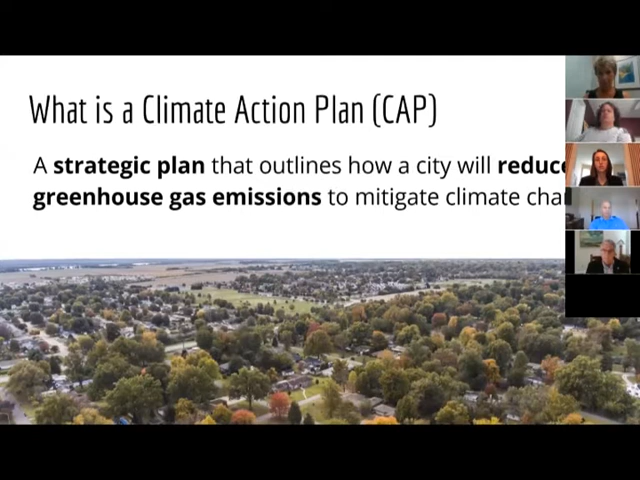 What is a Climate Action Plan (CAP)
A strategic plan that outlines how a city will reduce
greenhouse gas emissions to mitigate climate cha